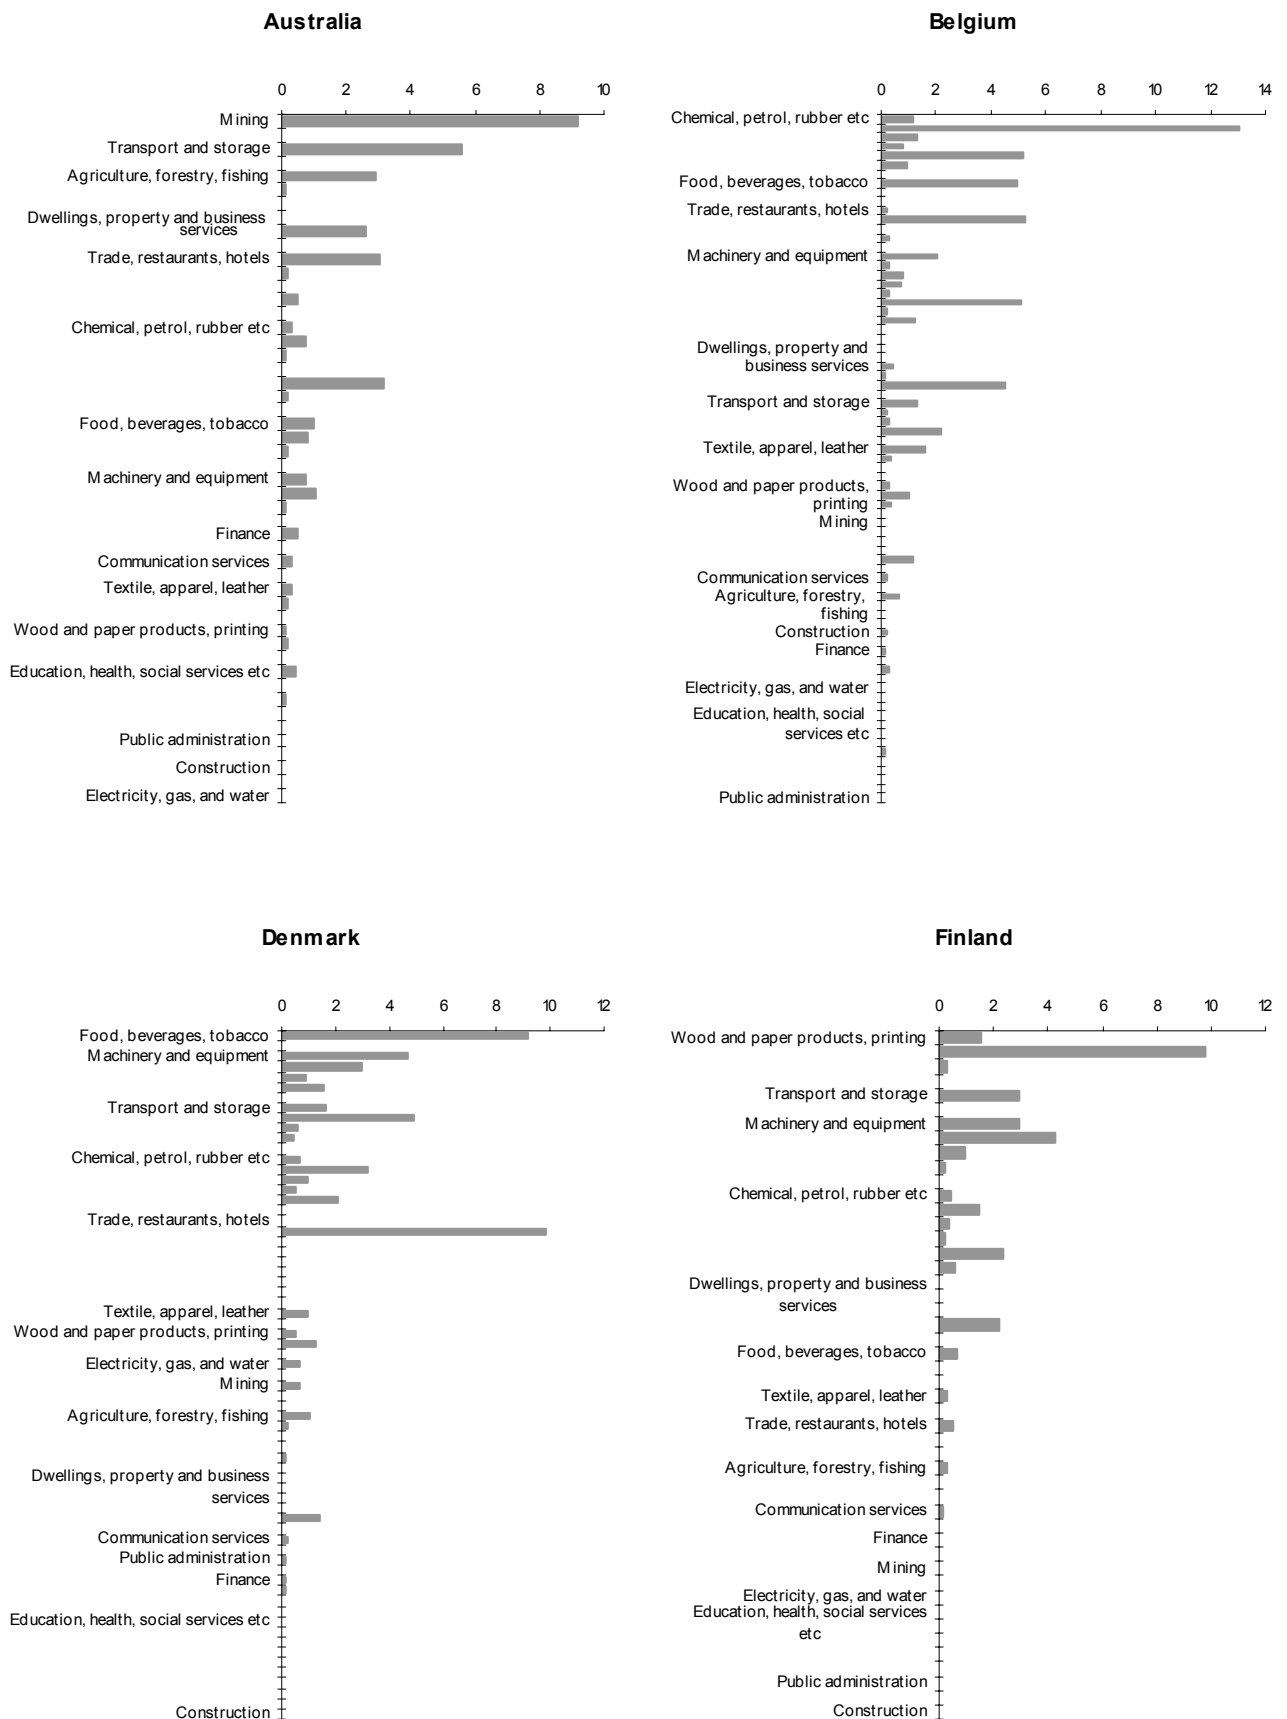 Australia
0 2 4 6 8 10
Mining
Transport and storage
Agriculture, forestry, fishing
Dwellings, property and business
services
Trade, restaurants, hotels
Chemical, petrol, rubber etc
Food, beverages, tobacco
Machinery and equipment
Finance
Communication services
Textile, apparel, leather
Wood and paper products, printing
Education, health, social services etc
Public administration
Construction
Electricity, gas, and water
Belgium
0 2 4 6 8 10 12 14
Chemical, petrol, rubber etc
Food, beverages, tobacco
Trade, restaurants, hotels
Machinery and equipment
Dwellings, property and
business services
Transport and storage
Textile, apparel, leather
Wood and paper products,
printing
Mining
Communication services
Agriculture, forestry,
fishing
Construction
Finance
Electricity, gas, and water
Education, health, social
services etc
Public administration
Denmark
0 2 4 6 8 10 12
Food, beverages, tobacco
Machinery and equipment
Transport and storage
Chemical, petrol, rubber etc
Trade, restaurants, hotels
Textile, apparel, leather
Wood and paper products, printing
Electricity, gas, and water
Mining
Agriculture, forestry, fishing
Dwellings, property and business
services
Communication services
Public administration
Finance
Education, health, social services etc
Construction
Finland
0 2 4 6 8 10 12
Wood and paper products, printing
Transport and storage
Machinery and equipment
Chemical, petrol, rubber etc
Dwellings, property and business
services
Food, beverages, tobacco
Textile, apparel, leather
Trade, restaurants, hotels
Agriculture, forestry, fishing
Communication services
Finance
Mining
Electricity, gas, and water
Education, health, social services
etc
Public administration
Construction